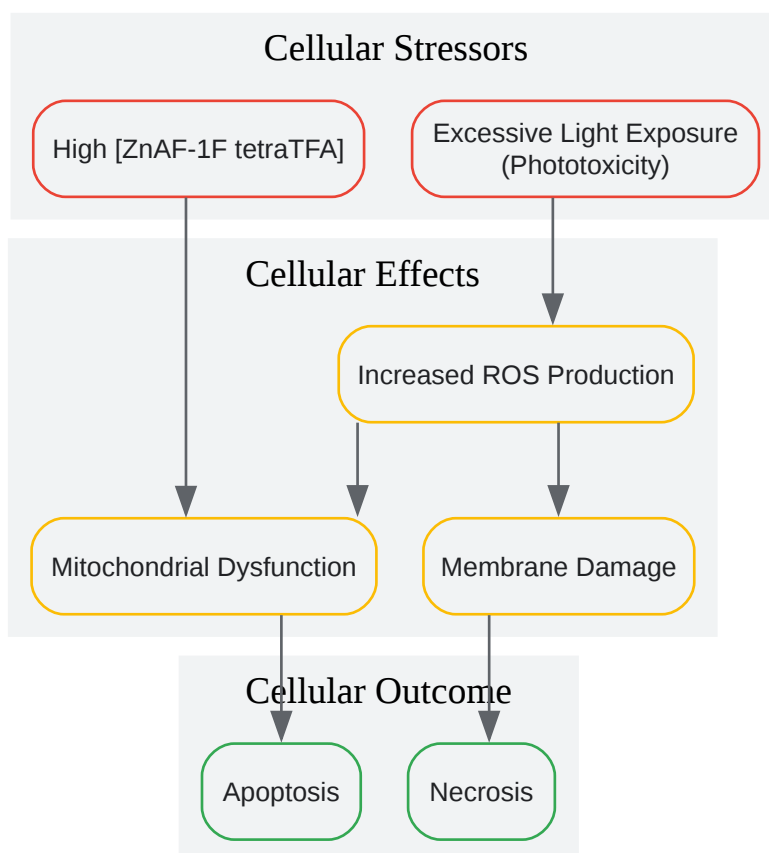 Cellular Stressors
High [ZnAF-1F tetraTFA]
Excessive Light Exposure
(Phototoxicity)
Cellular Effects
Increased ROS Production
Mitochondrial Dysfunction
Membrane Damage
Cellular Outcome
Apoptosis
Necrosis